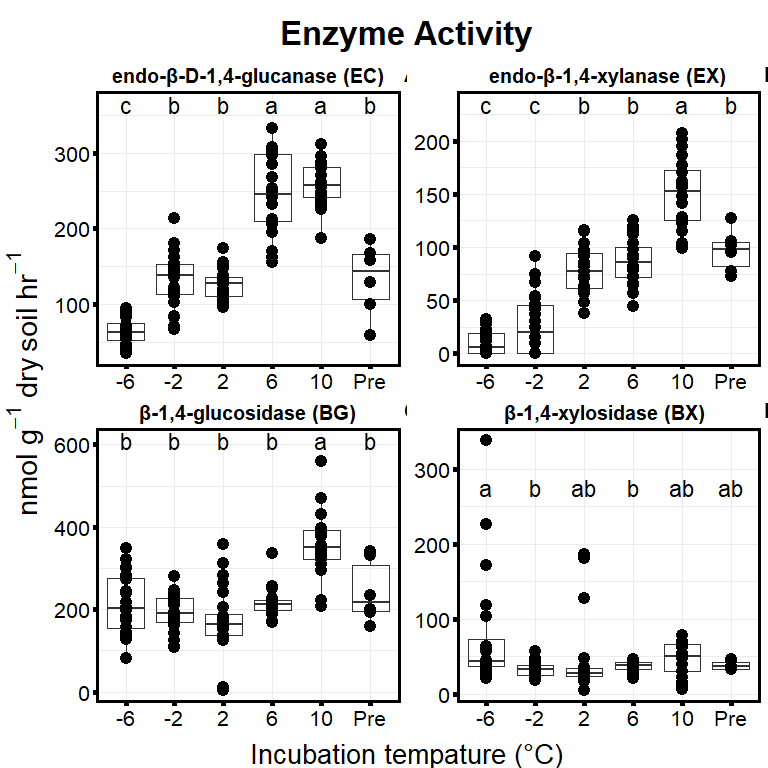 Enzyme Activity
endo-β-D-1,4-glucanase (EC)
c b b a a b
300
200
100
-6 -2 2 6 10 Pre
endo-β-1,4-xylanase (EX)
c c b b a b
200
150
100
50
0
-6 -2 2 6 10 Pre
β-1,4-glucosidase (BG)
b b b b a b
600
400
200
0
-6 -2 2 6 10 Pre
β-1,4-xylosidase (BX)
a b ab b ab ab
300
200
100
0
-6 -2 2 6 10 Pre
nmol g⁻¹ dry soil hr⁻¹
Incubation tempature (°C)